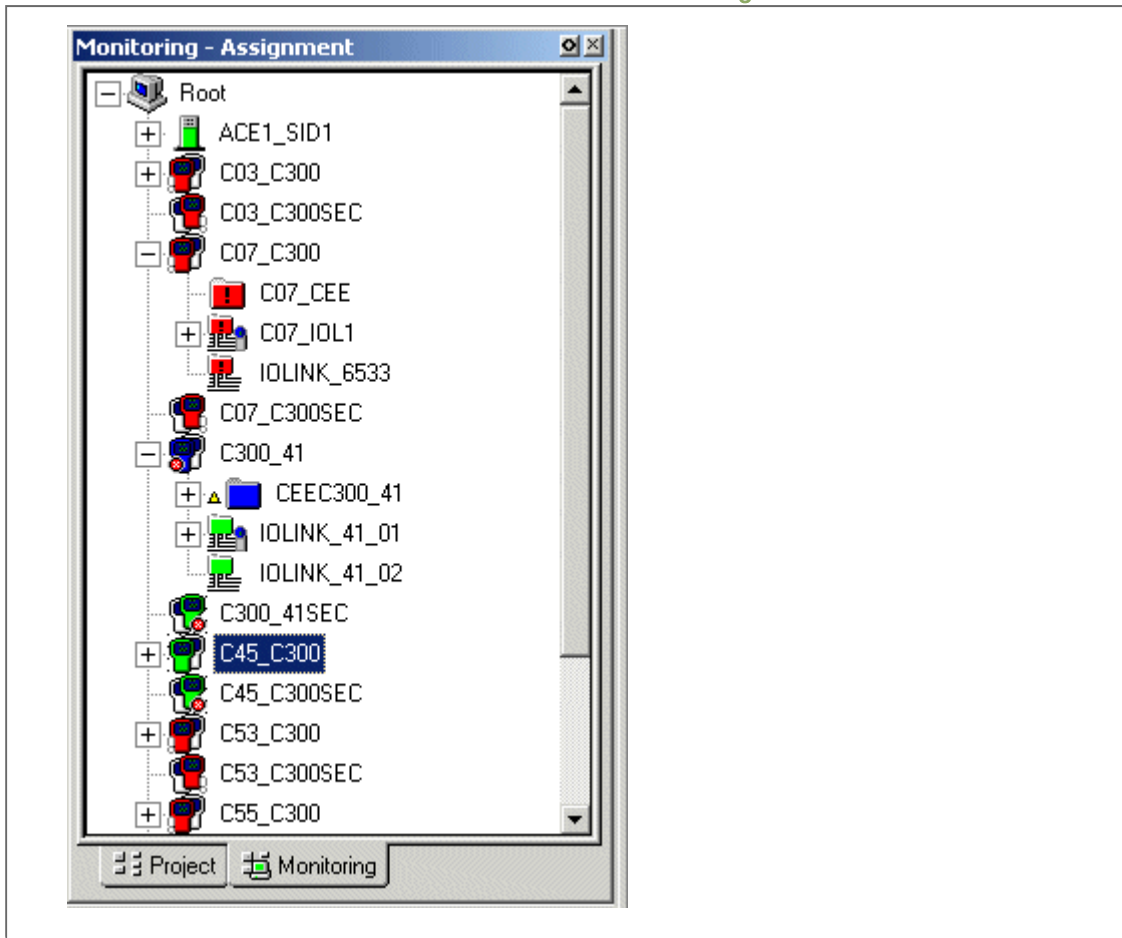 Monitoring - Assignment
Root
ACE1_SID1
C03_C300
C03_C300SEC
C07_C300
C07_CEE
C07_IOL1
IOLINK_6533
C07_C300SEC
C300_41
CEEC300_41
IOLINK_41_01
IOLINK_41_02
C300_41SEC
C45_C300
C45_C300SEC
C53_C300
C53_C300SEC
C55_C300
Project
Monitoring